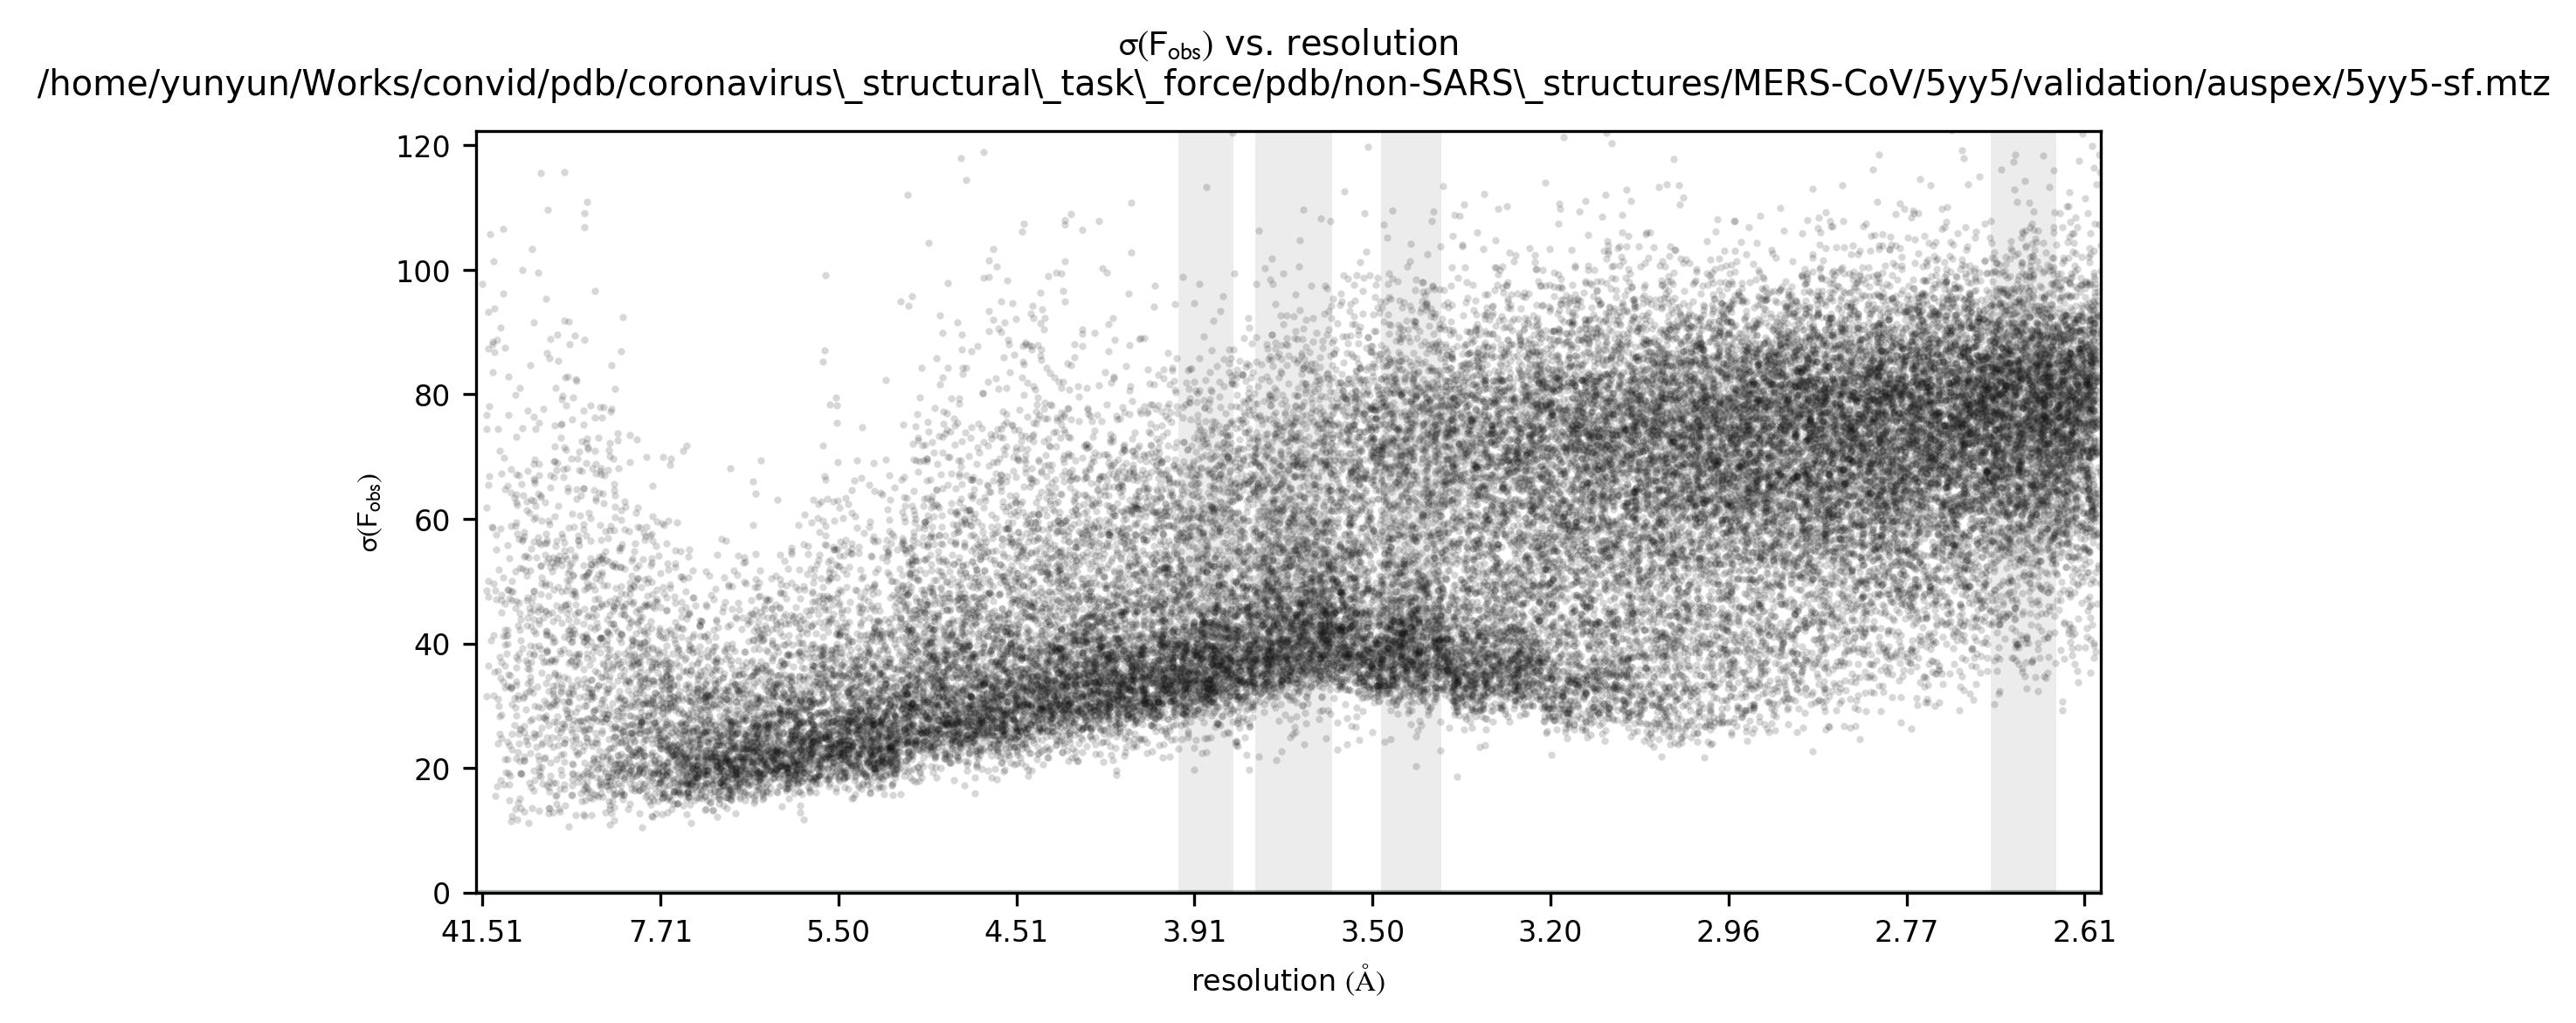 σ(F_obs) vs. resolution
/home/yunyun/Works/convid/pdb/coronavirus\_structural\_task\_force/pdb/non-SARS\_structures/MERS-CoV/5yy5/validation/auspex/5yy5-sf.mtz
120
100
80
60
40
20
0
σ(F_obs)
41.51 7.71 5.50 4.51 3.91 3.50 3.20 2.96 2.77 2.61
resolution (Å)